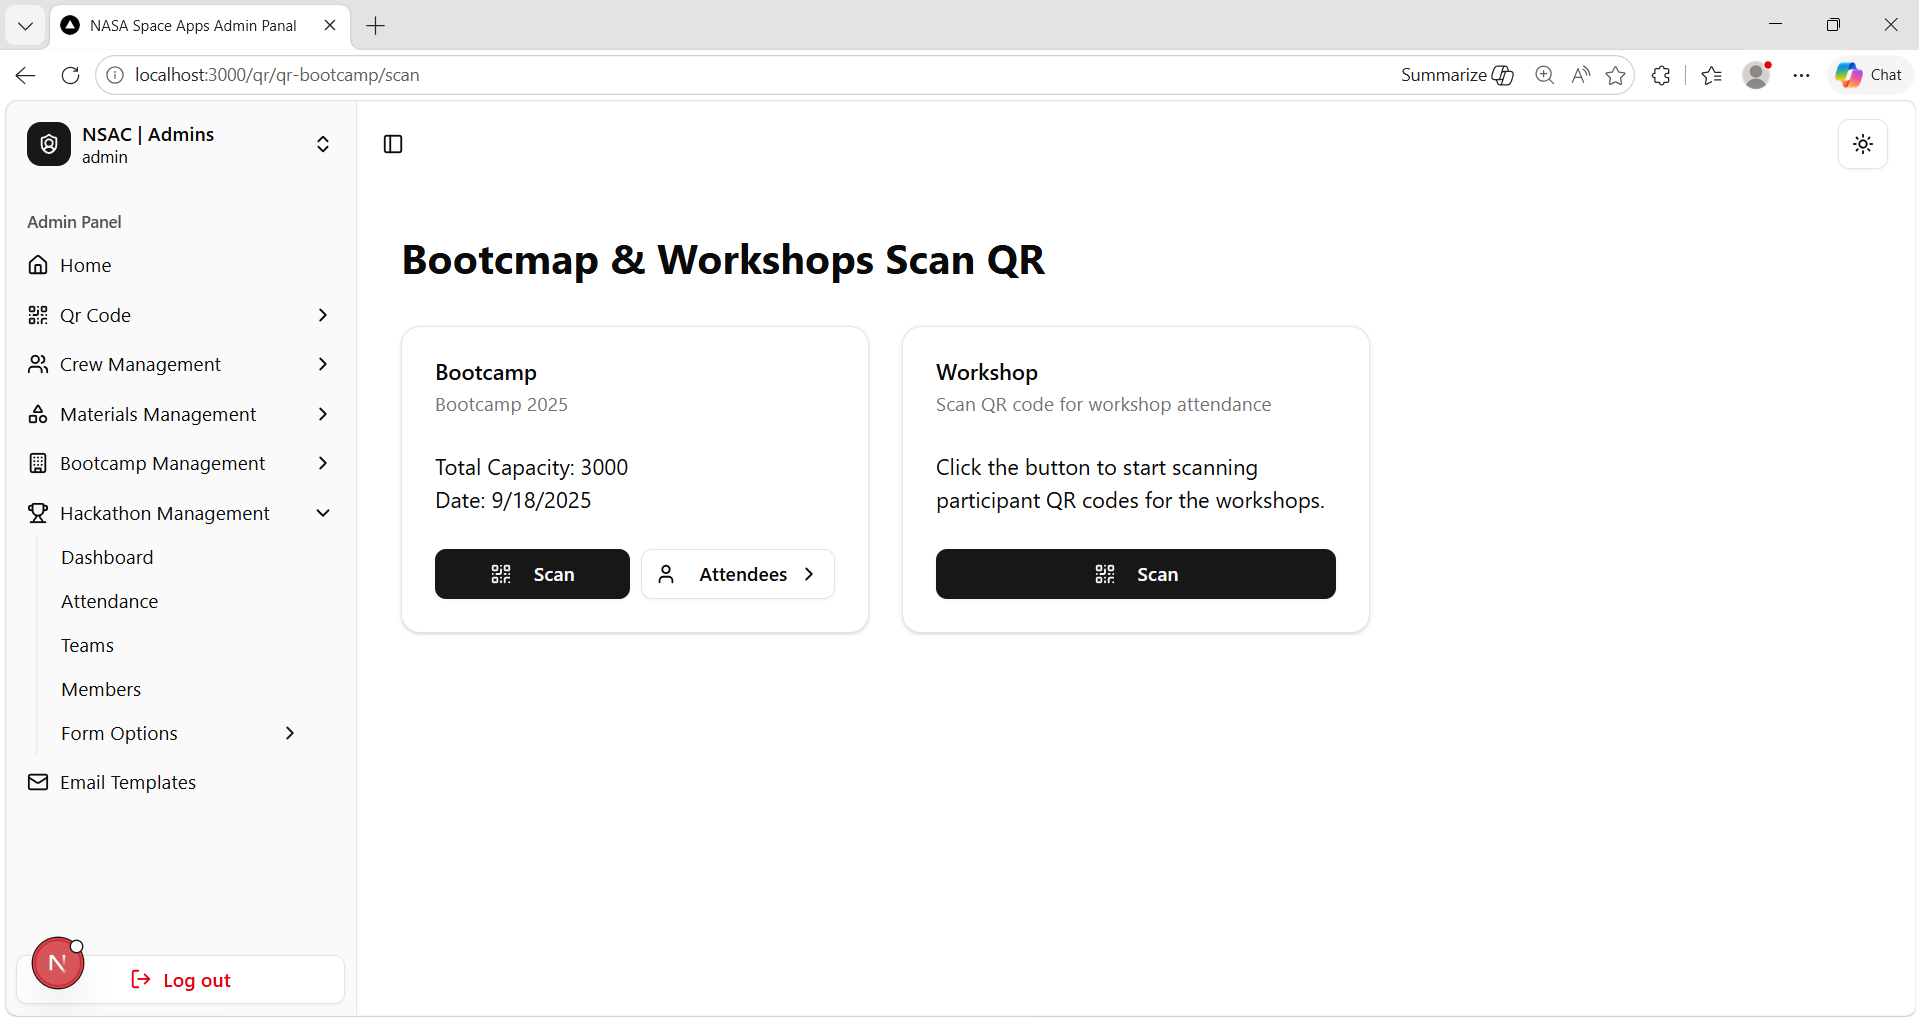 NASA Space Apps Admin Panal
localhost:3000/qr/qr-bootcamp/scan
Summarize
Chat
NSAC | Admins
admin
Admin Panel
Home
Qr Code
Crew Management
Materials Management
Bootcamp Management
Hackathon Management
Dashboard
Attendance
Teams
Members
Form Options
Email Templates
N
Log out
Bootcmap & Workshops Scan QR
Bootcamp
Bootcamp 2025
Total Capacity: 3000
Date: 9/18/2025
Scan
Attendees
Workshop
Scan QR code for workshop attendance
Click the button to start scanning
participant QR codes for the workshops.
Scan